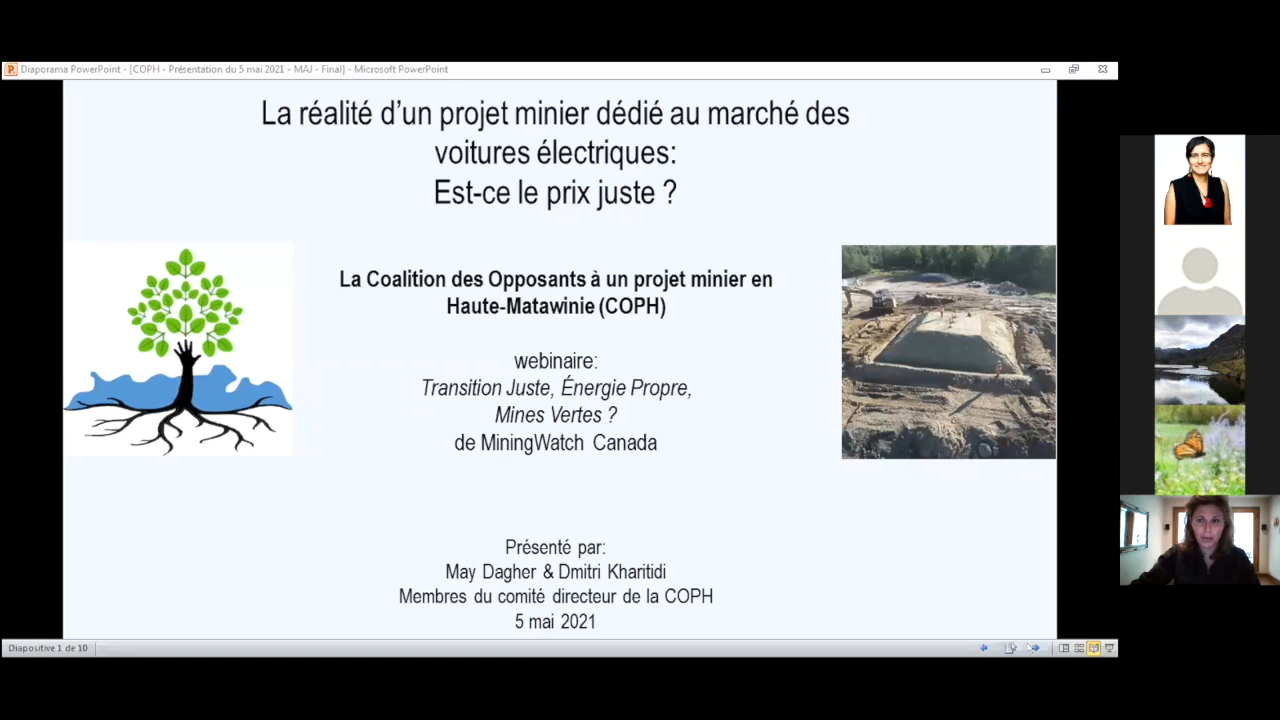 Diaporama PowerPoint - [COPH - Présentation du 5 mai 2021 - MAJ - Final] - Microsoft PowerPoint
La réalité d'un projet minier dédié au marché des
voitures électriques:
Est-ce le prix juste ?
La Coalition des Opposants à un projet minier en
Haute-Matawinie (COPH)
webinaire:
Transition Juste, Énergie Propre,
Mines Vertes ?
de MiningWatch Canada
Présenté par:
May Dagher & Dmitri Kharitidi
Membres du comité directeur de la COPH
5 mai 2021
Diapositive 1 de 10